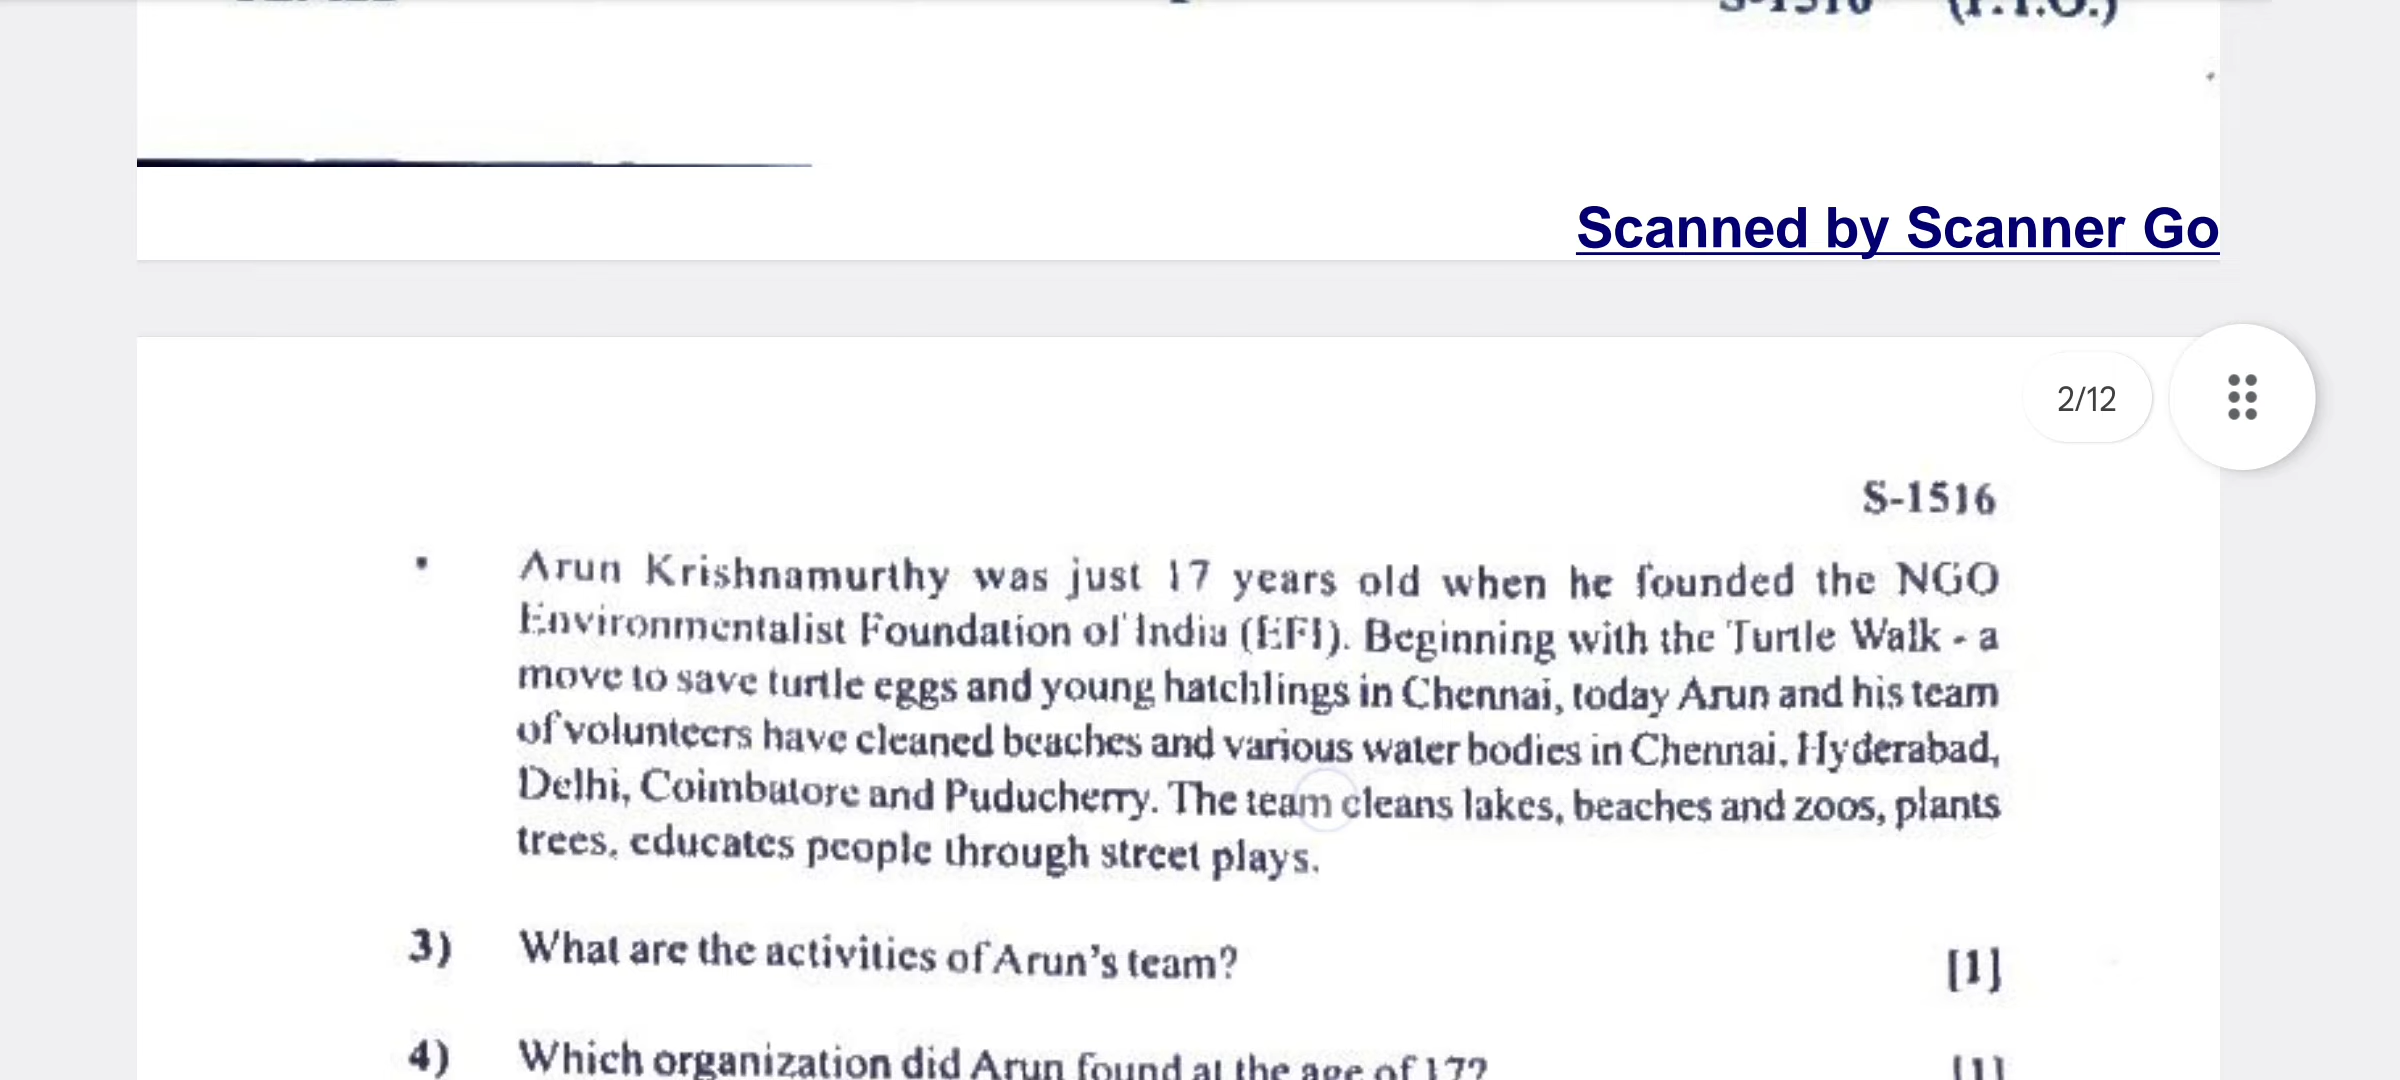 S-1516 (P.T.O.)
Scanned by Scanner Go
2/12
S-1516
Arun Krishnamurthy was just 17 years old when he founded the NGO
Environmentalist Foundation of India (EFI). Beginning with the Turtle Walk - a
move to save turtle eggs and young hatchlings in Chennai, today Arun and his team
of volunteers have cleaned beaches and various water bodies in Chennai, Hyderabad,
Delhi, Coimbatore and Puducherry. The team cleans lakes, beaches and zoos, plants
trees, educates people through street plays.
3) What are the activities of Arun's team? [1]
4) Which organization did Arun found at the age of 17? [1]